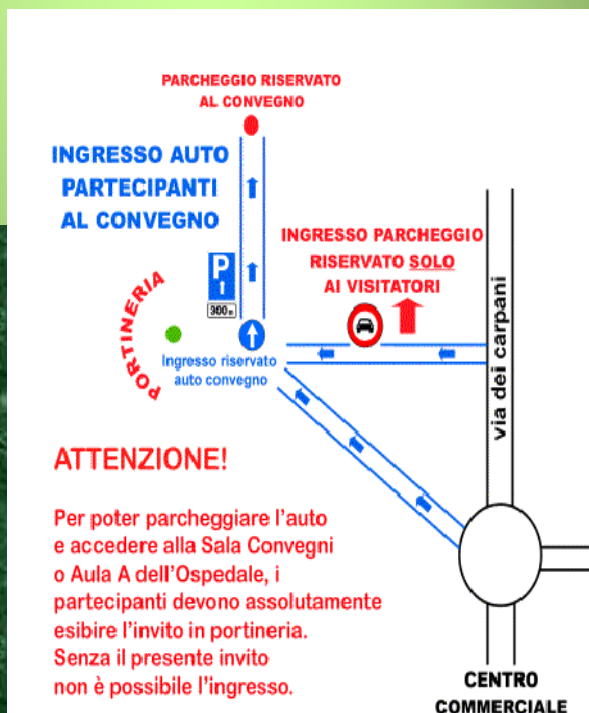 PARCHEGGIO RISERVATO
AL CONVEGNO
INGRESSO AUTO
PARTECIPANTI
AL CONVEGNO
INGRESSO PARCHEGGIO
RISERVATO SOLO
AI VISITATORI
P
300m
PORTINERIA
Ingresso riservato
auto convegno
via dei carpani
ATTENZIONE!
Per poter parcheggiare l'auto
e accedere alla Sala Convegni
o Aula A dell'Ospedale, i
partecipanti devono assolutamente
esibire l'invito in portineria.
Senza il presente invito
non è possibile l'ingresso.
CENTRO
COMMERCIALE